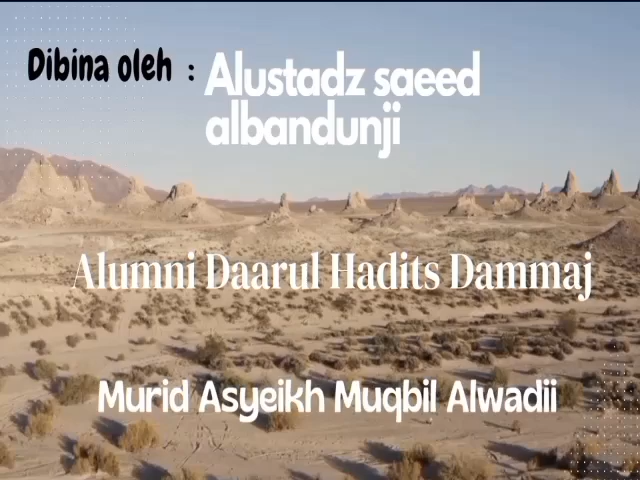 Dibina oleh : Alustadz saeed
albandunji
Alumni Daarul Hadits Dammaj
Murid Asyeikh Muqbil Alwadii